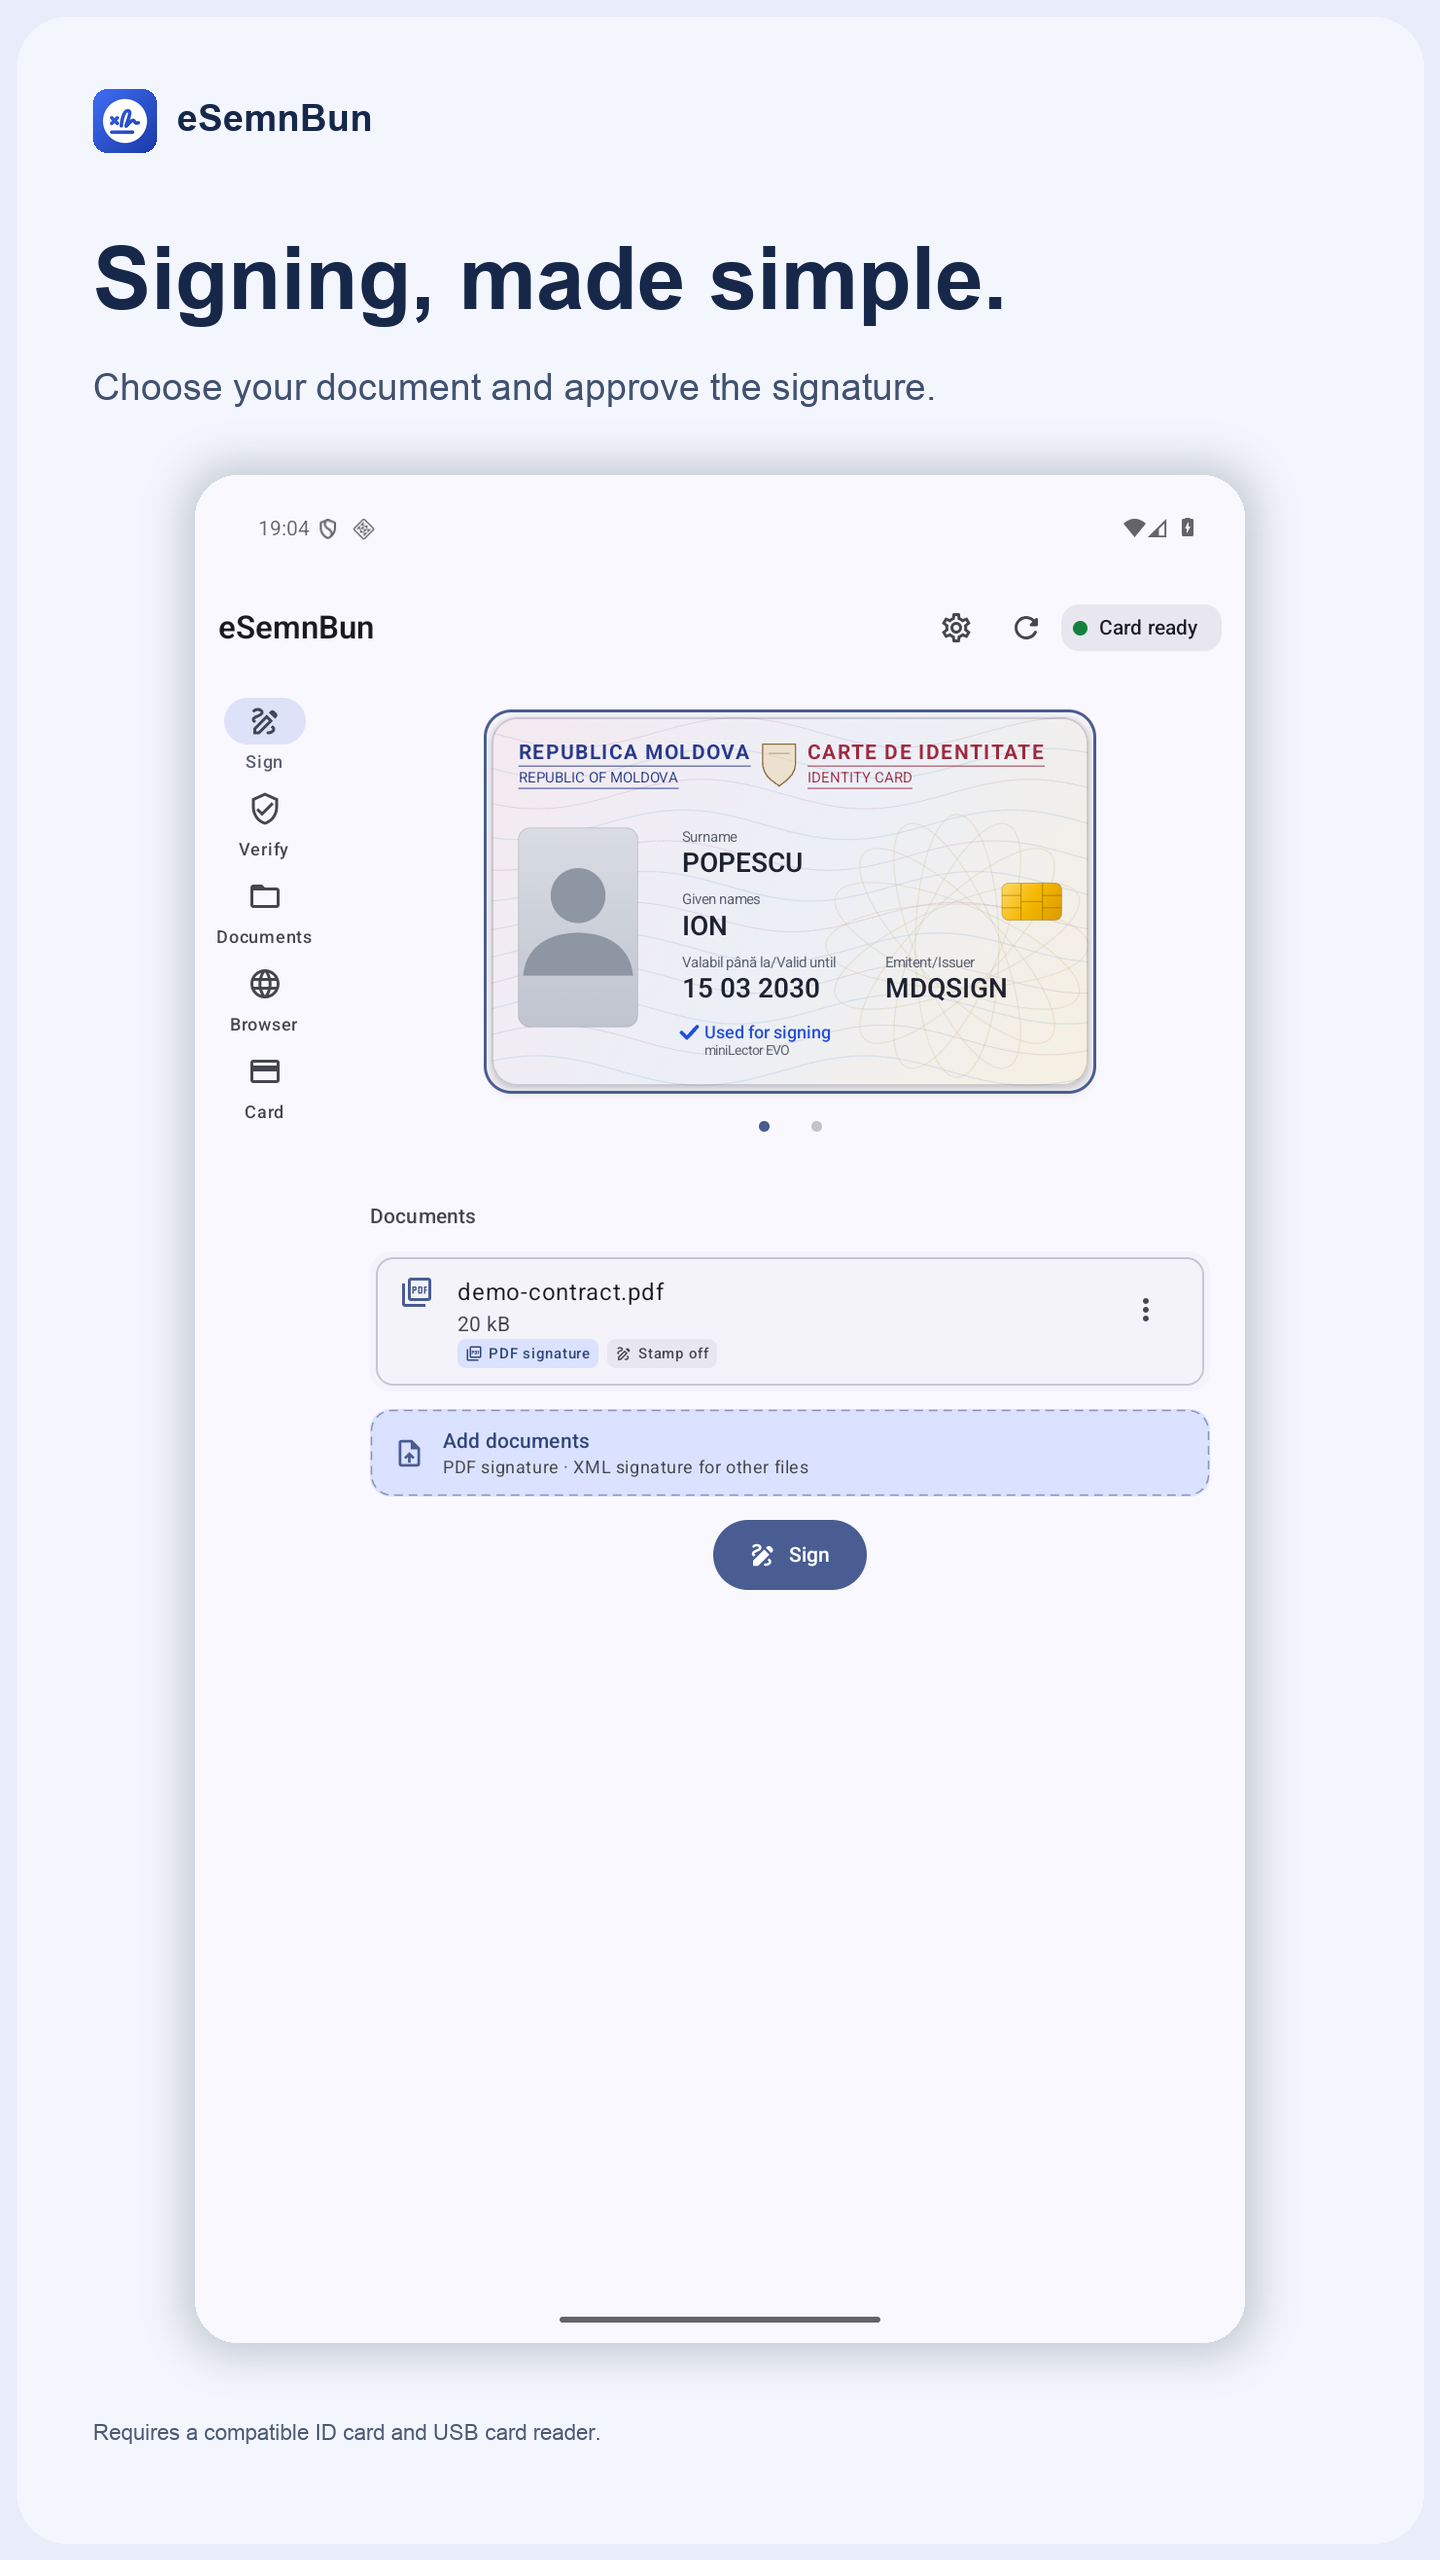 eSemnBun
Signing, made simple.
Choose your document and approve the signature.
19:04
eSemnBun
Card ready
Sign
Verify
Documents
Browser
Card
REPUBLICA MOLDOVA
REPUBLIC OF MOLDOVA
CARTE DE IDENTITATE
IDENTITY CARD
Surname
POPESCU
Given names
ION
Valabil până la/Valid until
15 03 2030
Emitent/Issuer
MDQSIGN
Used for signing
miniLector EVO
Documents
PDF
demo-contract.pdf
20 kB
PDF signature
Stamp off
Add documents
PDF signature · XML signature for other files
Sign
Requires a compatible ID card and USB card reader.